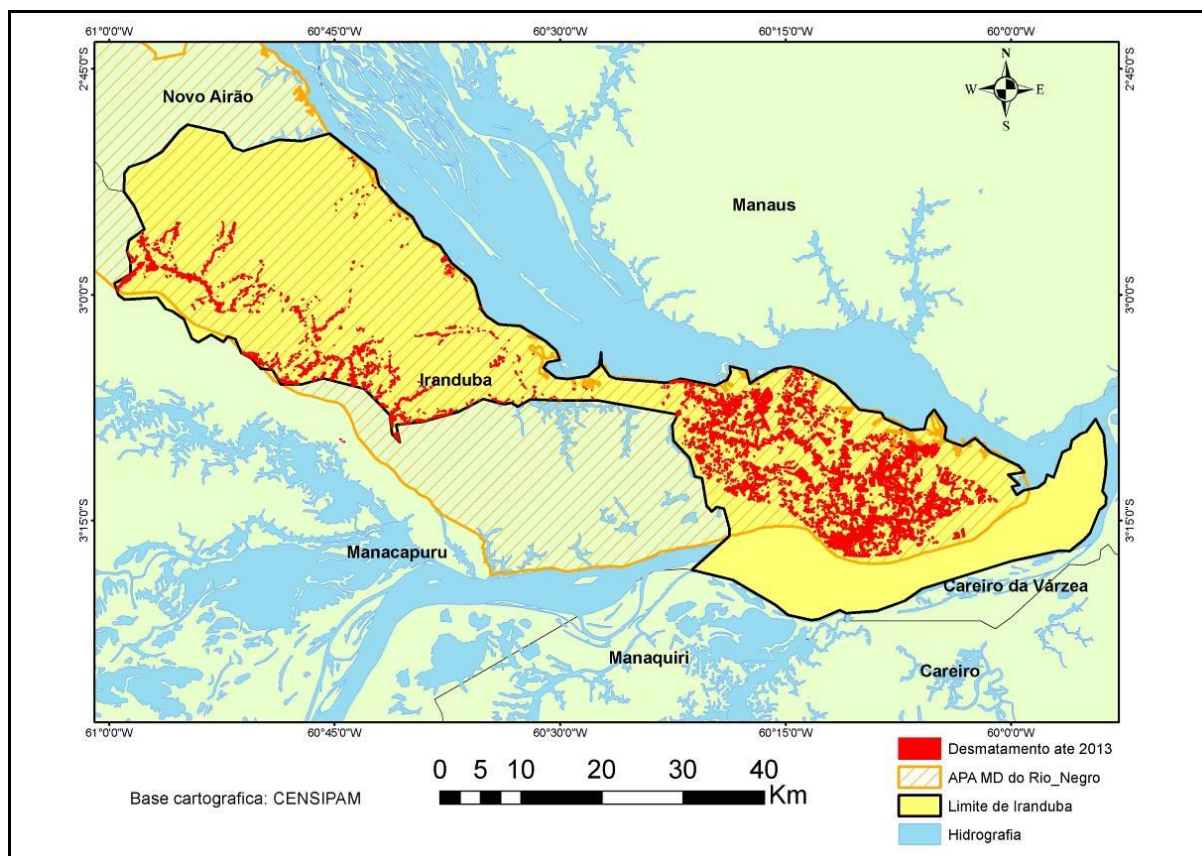 61°0'0"W 60°45'0"W 60°30'0"W 60°15'0"W 60°0'0"W
2°45'0"S 2°45'0"S
N
W E
S
Novo Airão
Manaus
3°0'0"S 3°0'0"S
Iranduba
3°15'0"S 3°15'0"S
Manacapuru
Careiro da Várzea
Manaquiri
Careiro
61°0'0"W 60°45'0"W 60°30'0"W 60°15'0"W 60°0'0"W
Base cartografica: CENSIPAM
0 5 10 20 30 40
Km
Desmatamento ate 2013
APA MD do Rio_Negro
Limite de Iranduba
Hidrografia